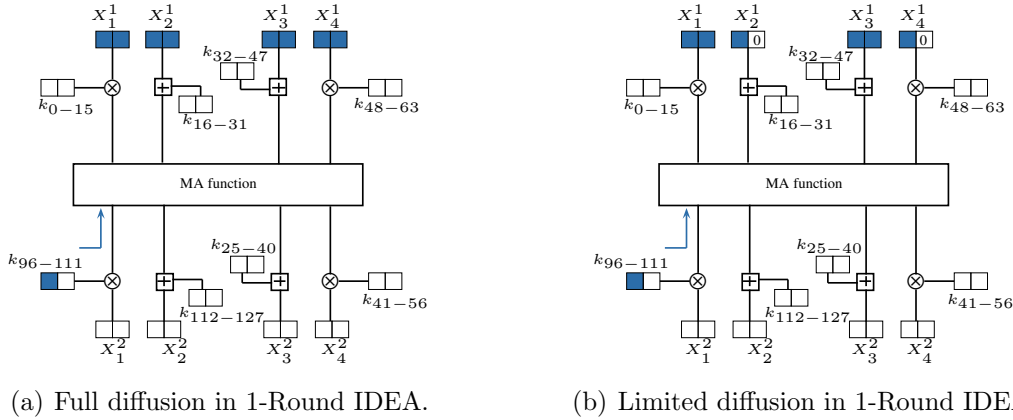 X_1^1 X_2^1 X_3^1 X_4^1
k_{32-47}
k_{0-15} k_{16-31} k_{48-63}
MA function
k_{96-111} k_{25-40}
k_{112-127} k_{41-56}
X_1^2 X_2^2 X_3^2 X_4^2
(a) Full diffusion in 1-Round IDEA.
X_1^1 X_2^1 X_3^1 X_4^1
0 0
k_{32-47}
k_{0-15} k_{16-31} k_{48-63}
MA function
k_{96-111} k_{25-40}
k_{112-127} k_{41-56}
X_1^2 X_2^2 X_3^2 X_4^2
(b) Limited diffusion in 1-Round IDE